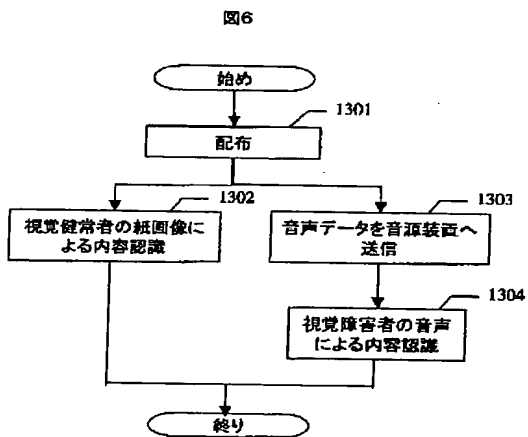 図6
始め
1301
配布
1302
視覚健常者の紙画像に
よる内容認識
1303
音声データを音源装置へ
送信
1304
視覚障害者の音声
による内容認識
終り